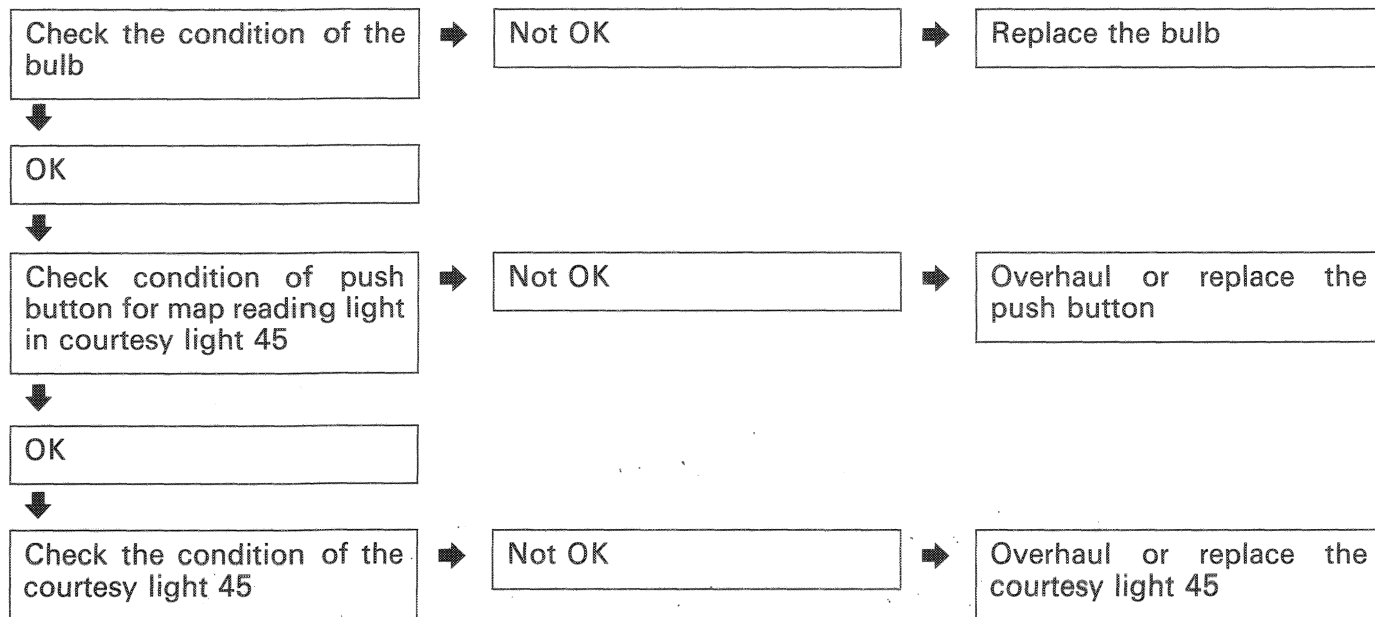 Check the condition of the
bulb
Not OK
Replace the bulb
OK
Check condition of push
button for map reading light
in courtesy light 45
Not OK
Overhaul or replace the
push button
OK
Check the condition of the
courtesy light 45
Not OK
Overhaul or replace the
courtesy light 45